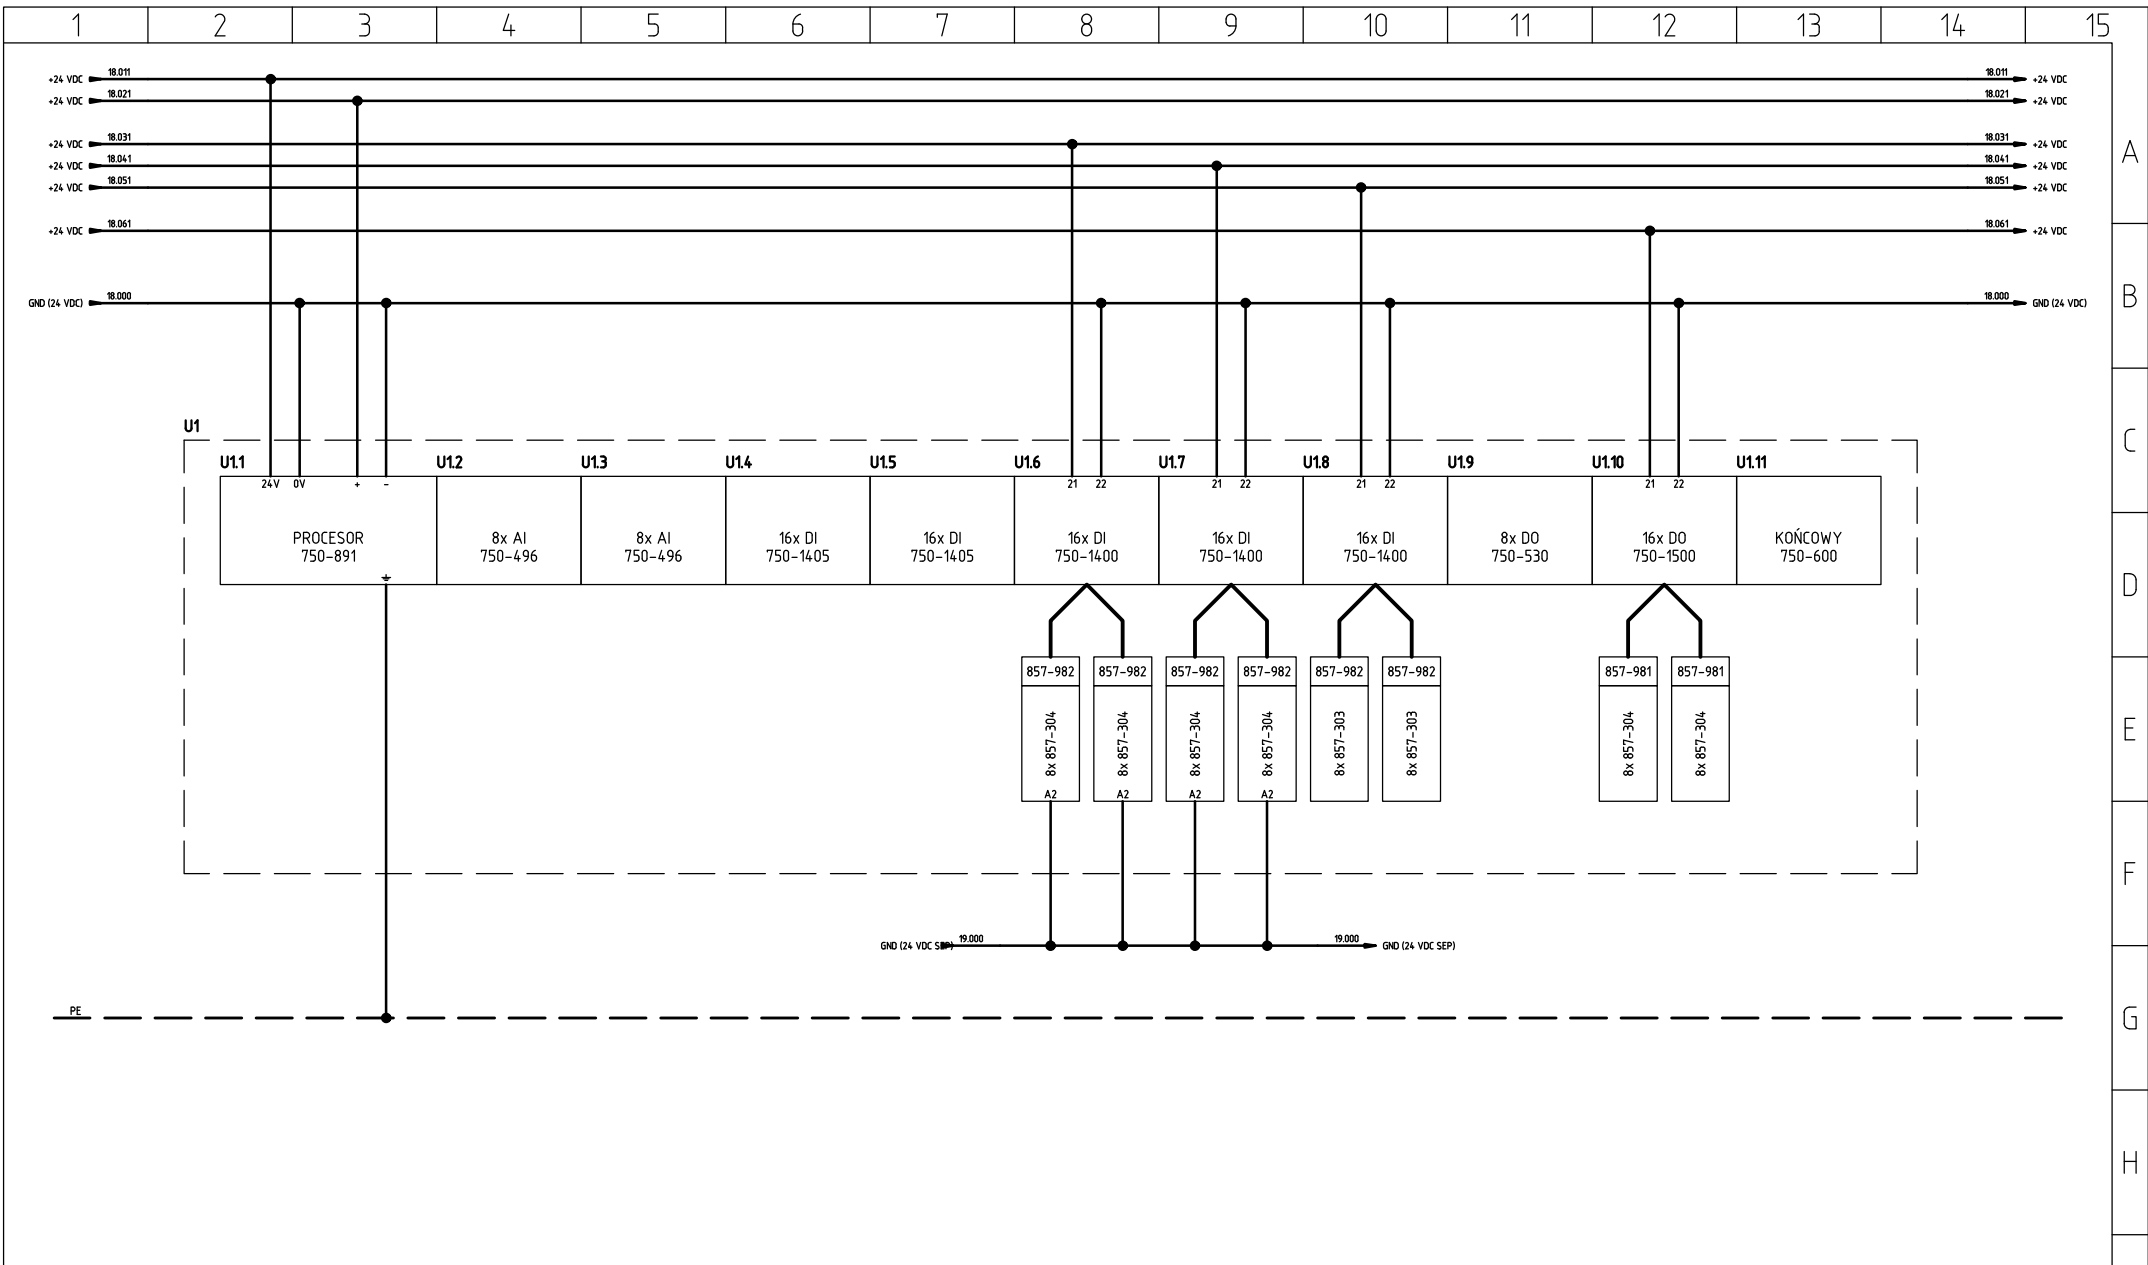 1 2 3 4 5 6 7 8 9 10 11 12 13 14 15
+24 VDC 18.011 18.011 +24 VDC
+24 VDC 18.021 18.021 +24 VDC
+24 VDC 18.031 18.031 +24 VDC
+24 VDC 18.041 18.041 +24 VDC
A
+24 VDC 18.051 18.051 +24 VDC
+24 VDC 18.061 18.061 +24 VDC
GND (24 VDC) 18.000 18.000 GND (24 VDC)
B
U1
C
U1.1 U1.2 U1.3 U1.4 U1.5 U1.6 U1.7 U1.8 U1.9 U1.10 U1.11
24V 0V + - 21 22 21 22 21 22 21 22
PROCESOR 8x AI 8x AI 16x DI 16x DI 16x DI 16x DI 16x DI 8x DO 16x DO KOŃCOWY
750-891 750-496 750-496 750-1405 750-1405 750-1400 750-1400 750-1400 750-530 750-1500 750-600
D
857-982 857-982 857-982 857-982 857-982 857-982 857-981 857-981
8x 857-304 8x 857-304 8x 857-304 8x 857-304 8x 857-303 8x 857-303 8x 857-304 8x 857-304
E
A2 A2 A2 A2
F
GND (24 VDC SEP) 19.000 19.000 GND (24 VDC SEP)
PE
G
H